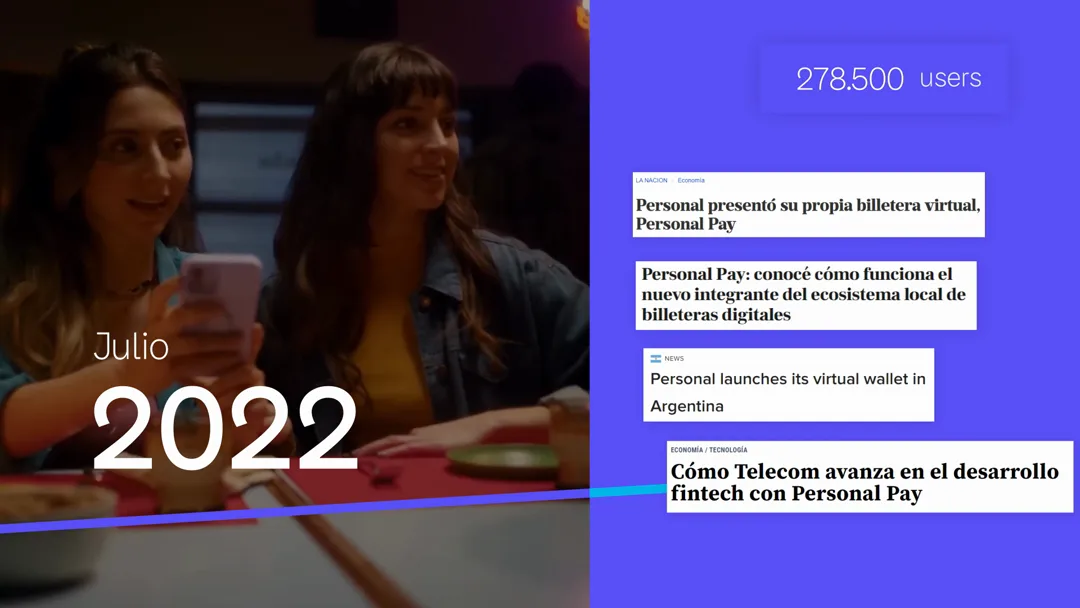 Julio
2022
278.500 users
LA NACION Economía
Personal presentó su propia billetera virtual,
Personal Pay
Personal Pay: conocé cómo funciona el
nuevo integrante del ecosistema local de
billeteras digitales
NEWS
Personal launches its virtual wallet in
Argentina
ECONOMÍA / TECNOLOGÍA
Cómo Telecom avanza en el desarrollo
fintech con Personal Pay